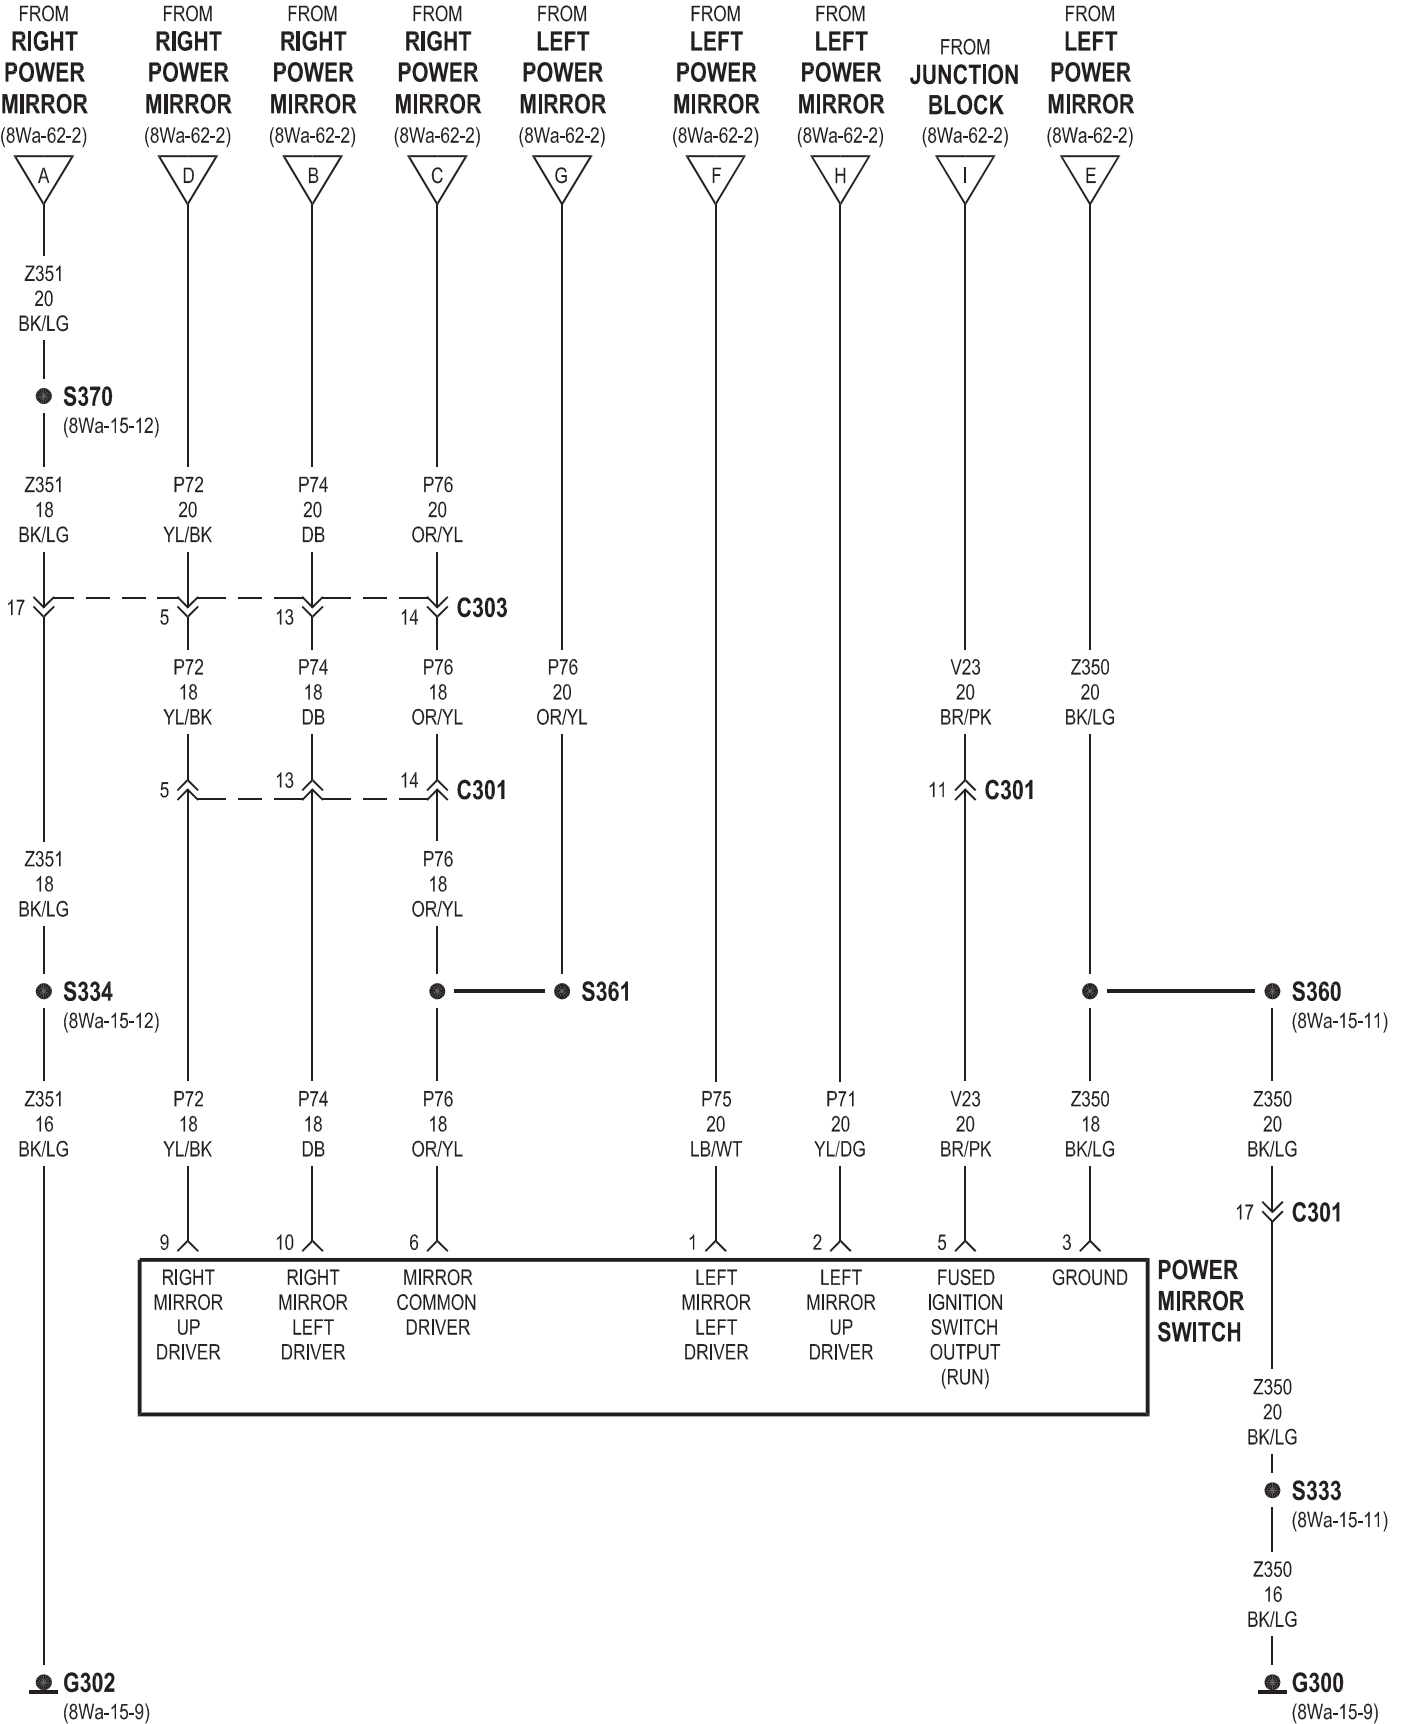 FROM
RIGHT
POWER
MIRROR
(8Wa-62-2)
A
FROM
RIGHT
POWER
MIRROR
(8Wa-62-2)
D
FROM
RIGHT
POWER
MIRROR
(8Wa-62-2)
B
FROM
RIGHT
POWER
MIRROR
(8Wa-62-2)
C
FROM
LEFT
POWER
MIRROR
(8Wa-62-2)
G
FROM
LEFT
POWER
MIRROR
(8Wa-62-2)
F
FROM
LEFT
POWER
MIRROR
(8Wa-62-2)
H
FROM
JUNCTION
BLOCK
(8Wa-62-2)
I
FROM
LEFT
POWER
MIRROR
(8Wa-62-2)
E
Z351
20
BK/LG
S370
(8Wa-15-12)
Z351
18
BK/LG
P72
20
YL/BK
P74
20
DB
P76
20
OR/YL
17
5
13
14
C303
P72
18
YL/BK
P74
18
DB
P76
18
OR/YL
P76
20
OR/YL
V23
20
BR/PK
Z350
20
BK/LG
5
13
14
C301
11
C301
Z351
18
BK/LG
P76
18
OR/YL
S334
(8Wa-15-12)
S361
S360
(8Wa-15-11)
Z351
16
BK/LG
P72
18
YL/BK
P74
18
DB
P76
18
OR/YL
P75
20
LB/WT
P71
20
YL/DG
V23
20
BR/PK
Z350
18
BK/LG
Z350
20
BK/LG
17
C301
9
10
6
1
2
5
3
RIGHT
MIRROR
UP
DRIVER
RIGHT
MIRROR
LEFT
DRIVER
MIRROR
COMMON
DRIVER
LEFT
MIRROR
LEFT
DRIVER
LEFT
MIRROR
UP
DRIVER
FUSED
IGNITION
SWITCH
OUTPUT
(RUN)
GROUND
POWER
MIRROR
SWITCH
Z350
20
BK/LG
S333
(8Wa-15-11)
Z350
16
BK/LG
G302
(8Wa-15-9)
G300
(8Wa-15-9)